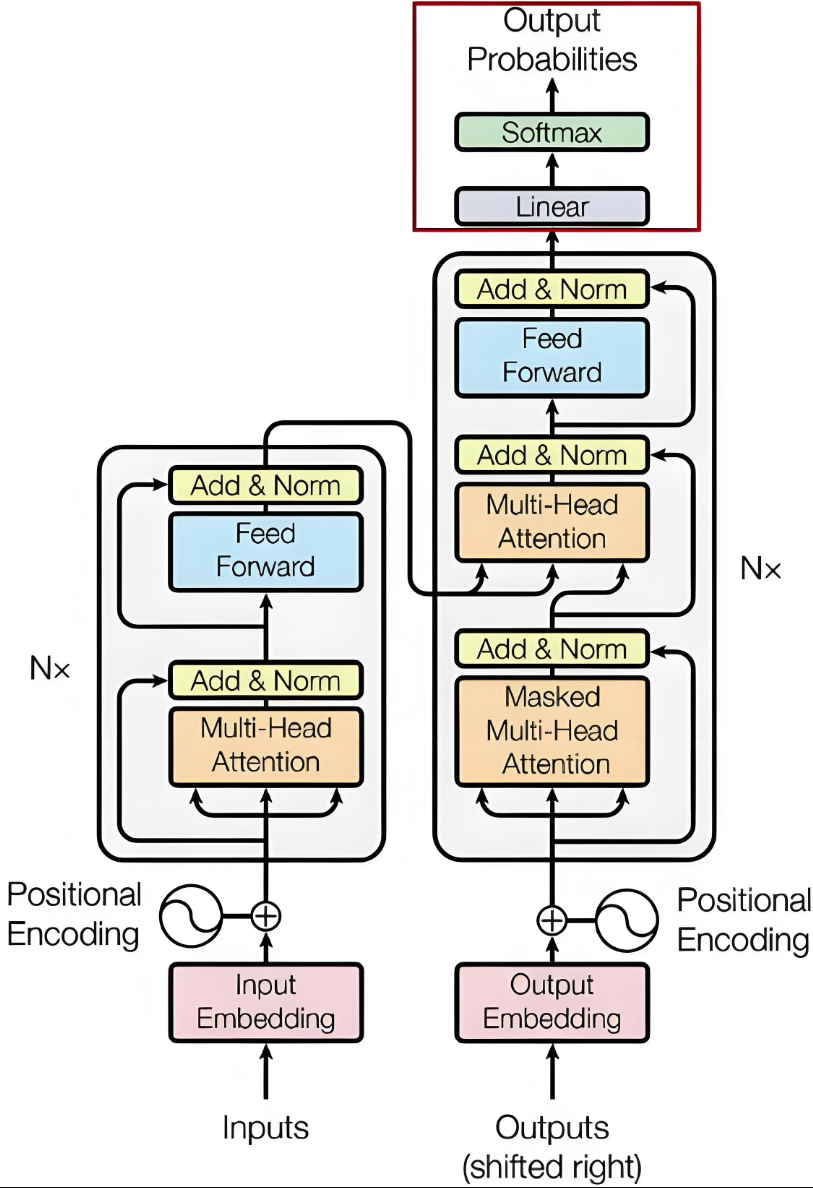 Output
Probabilities
Softmax
Linear
Add & Norm
Feed
Forward
Add & Norm
Multi-Head
Attention
Nx
Add & Norm
Masked
Multi-Head
Attention
Add & Norm
Feed
Forward
Nx
Add & Norm
Multi-Head
Attention
Positional
Encoding
Positional
Encoding
Input
Embedding
Output
Embedding
Inputs
Outputs
(shifted right)